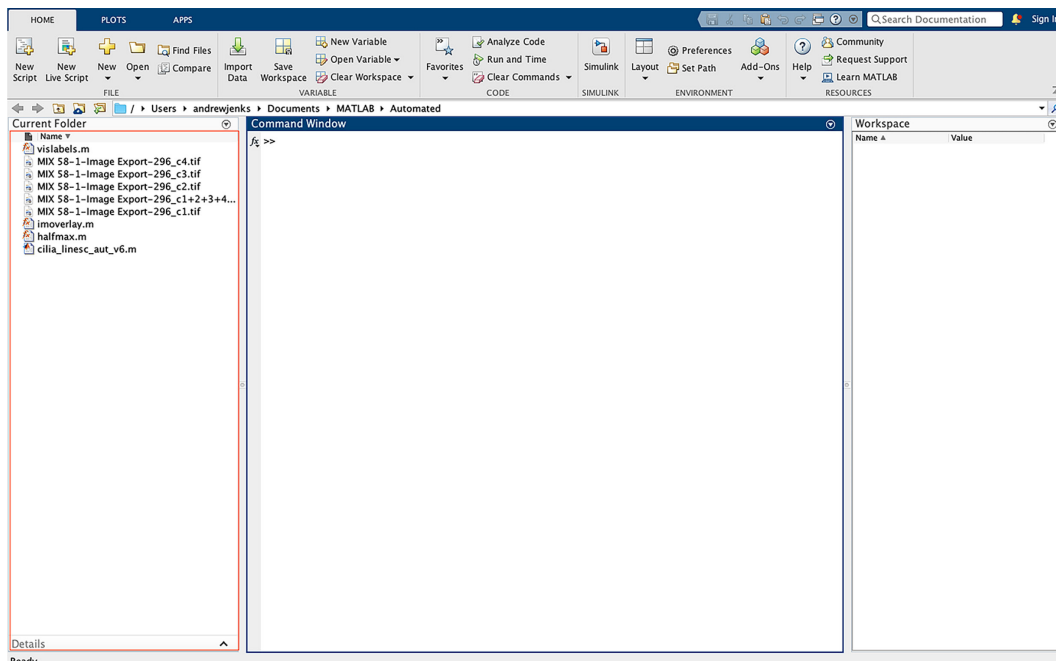 HOME PLOTS APPS Search Documentation Sign In
New Script
New Live Script
New
Open
Find Files
Compare
FILE
Import Data
Save Workspace
New Variable
Open Variable
Clear Workspace
VARIABLE
Favorites
Analyze Code
Run and Time
Clear Commands
CODE
Simulink
SIMULINK
Layout
Preferences
Set Path
Add-Ons
ENVIRONMENT
Help
Community
Request Support
Learn MATLAB
RESOURCES
/ Users andrewjenks Documents MATLAB Automated
Current Folder
Name
vislabels.m
MIX 58-1-Image Export-296_c4.tif
MIX 58-1-Image Export-296_c3.tif
MIX 58-1-Image Export-296_c2.tif
MIX 58-1-Image Export-296_c1+2+3+4...
MIX 58-1-Image Export-296_c1.tif
imoverlay.m
halfmax.m
cilia_linesc_aut_v6.m
Details
Command Window
fx >>
Workspace
Name Value
Ready